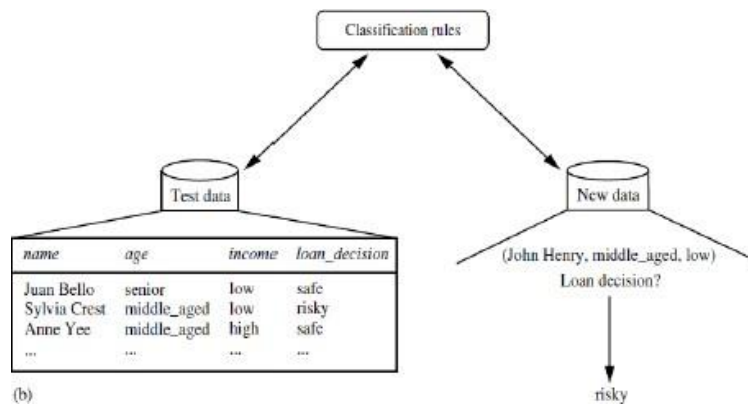 Classification rules
Test data
New data
name age income loan_decision
Juan Bello senior low safe
Sylvia Crest middle_aged low risky
Anne Yee middle_aged high safe
... ... ... ...
(John Henry, middle_aged, low)
Loan decision?
risky
(b)